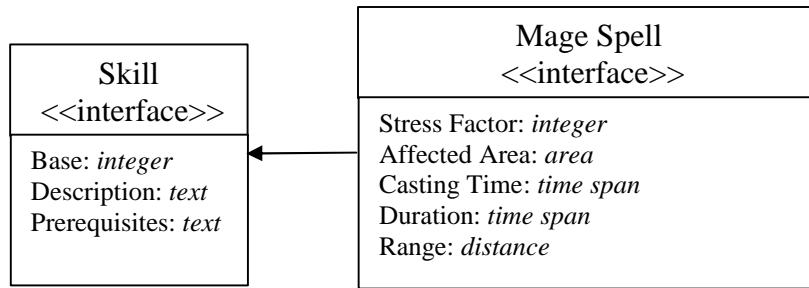 Skill
<<interface>>
Base: integer
Description: text
Prerequisites: text
Mage Spell
<<interface>>
Stress Factor: integer
Affected Area: area
Casting Time: time span
Duration: time span
Range: distance